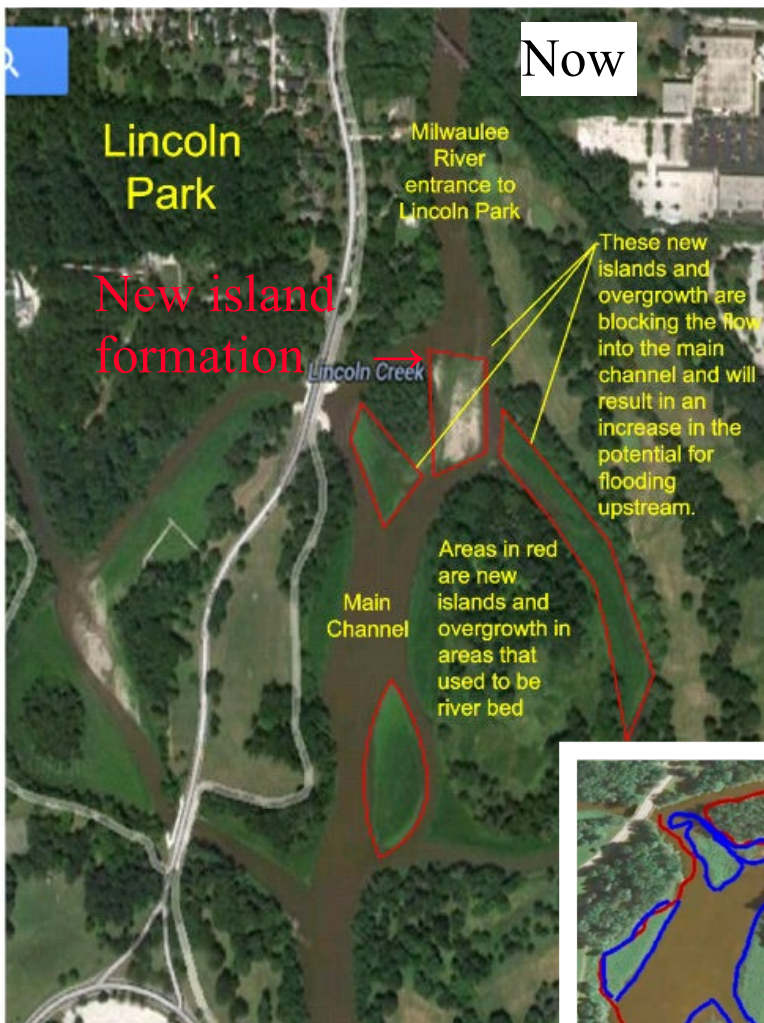 Now
Lincoln
Park
Milwaulee
River
entrance to
Lincoln Park
These new
islands and
overgrowth are
blocking the flow
into the main
channel and will
result in an
increase in the
potential for
flooding
upstream.
New island
formation →
Lincoln Creek
Areas in red
are new
islands and
overgrowth in
areas that
used to be
river bed
Main
Channel